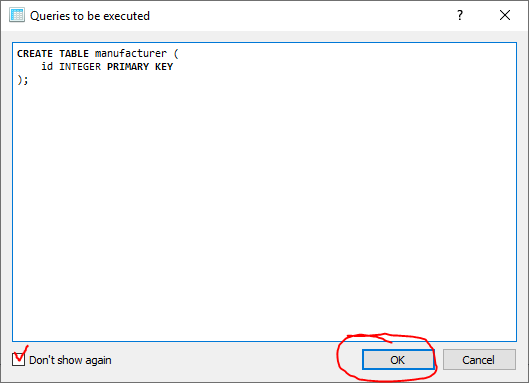 Queries to be executed
?
CREATE TABLE manufacturer (
    id INTEGER PRIMARY KEY
);
Don't show again
OK
Cancel